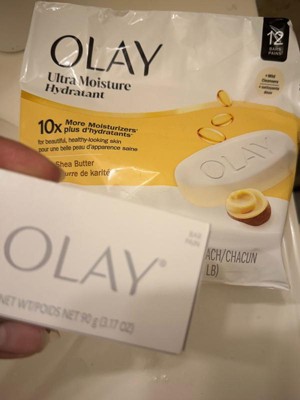 OLAY
12
Ultra Moisture
Hydratant
10x
More Moisturizers*
plus d'hydratants*
for beautiful, healthy-looking skin
pour une belle peau d'apparence saine
Shea Butter
urre de karité
OLAY
ACH/CHACUN
LB)
OLAY®
NET WT/POIDS NET 90 g (3.17 OZ)